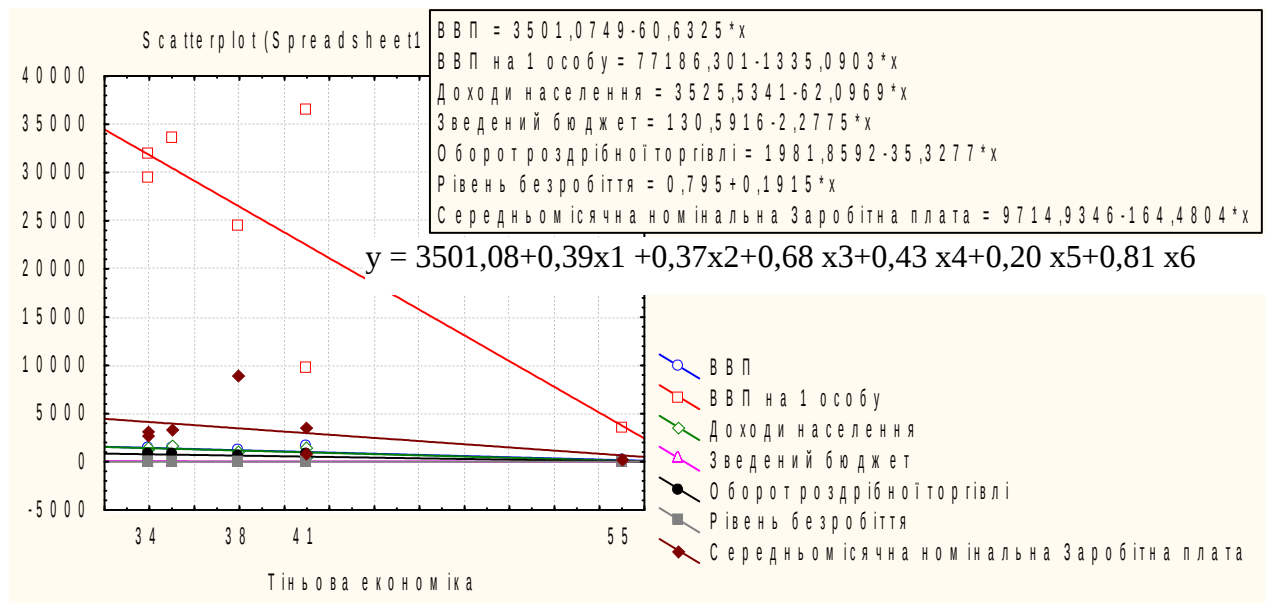 Scatterplot (Spreadsheet1
ВВП = 3501,0749-60,6325*x
ВВП на 1 особу = 77186,301-1335,0903*x
Доходи населення = 3525,5341-62,0969*x
Зведений бюджет = 130,5916-2,2775*x
Оборот роздрібної торгівлі = 1981,8592-35,3277*x
Рівень безробіття = 0,795+0,1915*x
Середньомісячна номінальна Заробітна плата = 9714,9346-164,4804*x
y = 3501,08+0,39x1 +0,37x2+0,68 x3+0,43 x4+0,20 x5+0,81 x6
40000
35000
30000
25000
20000
15000
10000
5000
0
-5000
34 38 41 55
Тіньова економіка
ВВП
ВВП на 1 особу
Доходи населення
Зведений бюджет
Оборот роздрібної торгівлі
Рівень безробіття
Середньомісячна номінальна Заробітна плата